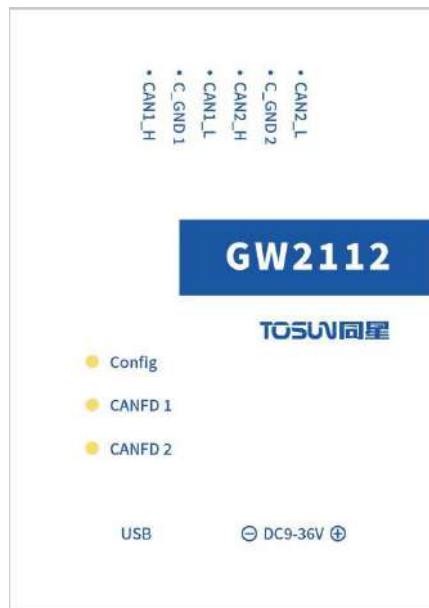 • CAN1_H
• C_GND 1
• CAN1_L
• CAN2_H
• C_GND 2
• CAN2_L
GW2112
TOSUN同星
Config
CANFD 1
CANFD 2
USB
⊖ DC9-36V ⊕